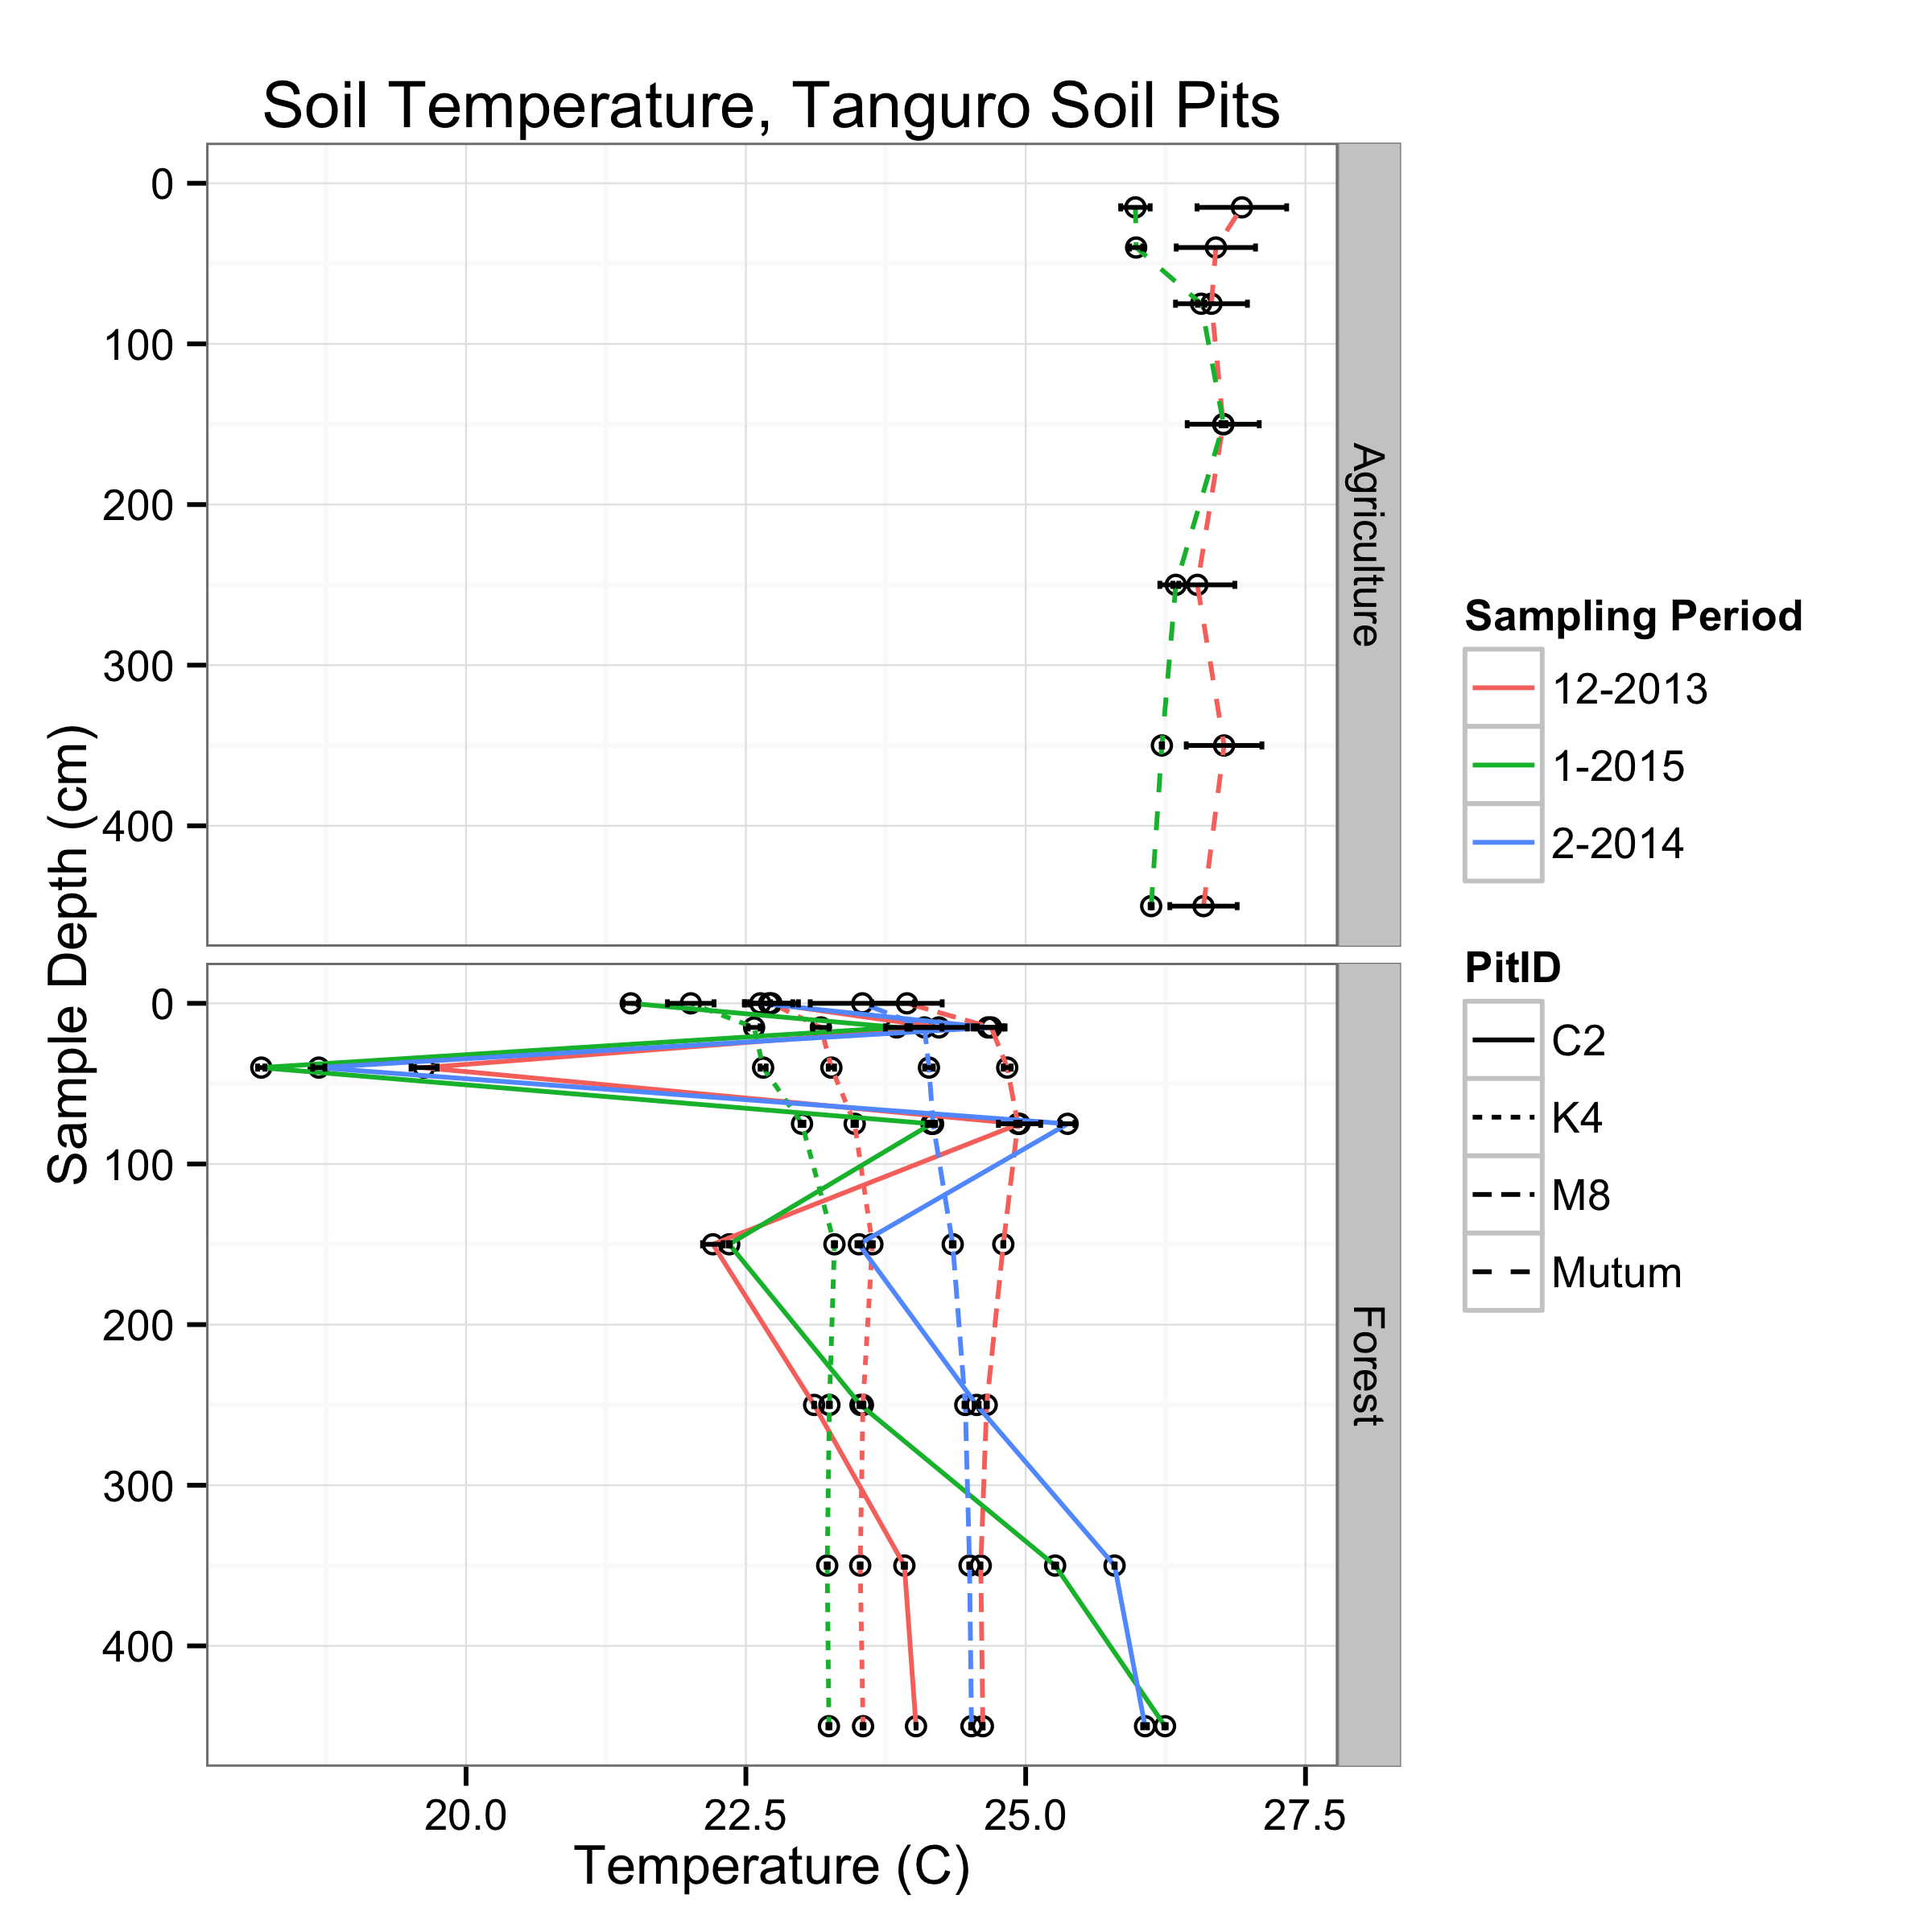 Soil Temperature, Tanguro Soil Pits
0
100
200
300
400
Agriculture
Sample Depth (cm)
0
100
200
300
400
Forest
20.0 22.5 25.0 27.5
Temperature (C)
Sampling Period
12-2013
1-2015
2-2014
PitID
C2
K4
M8
Mutum